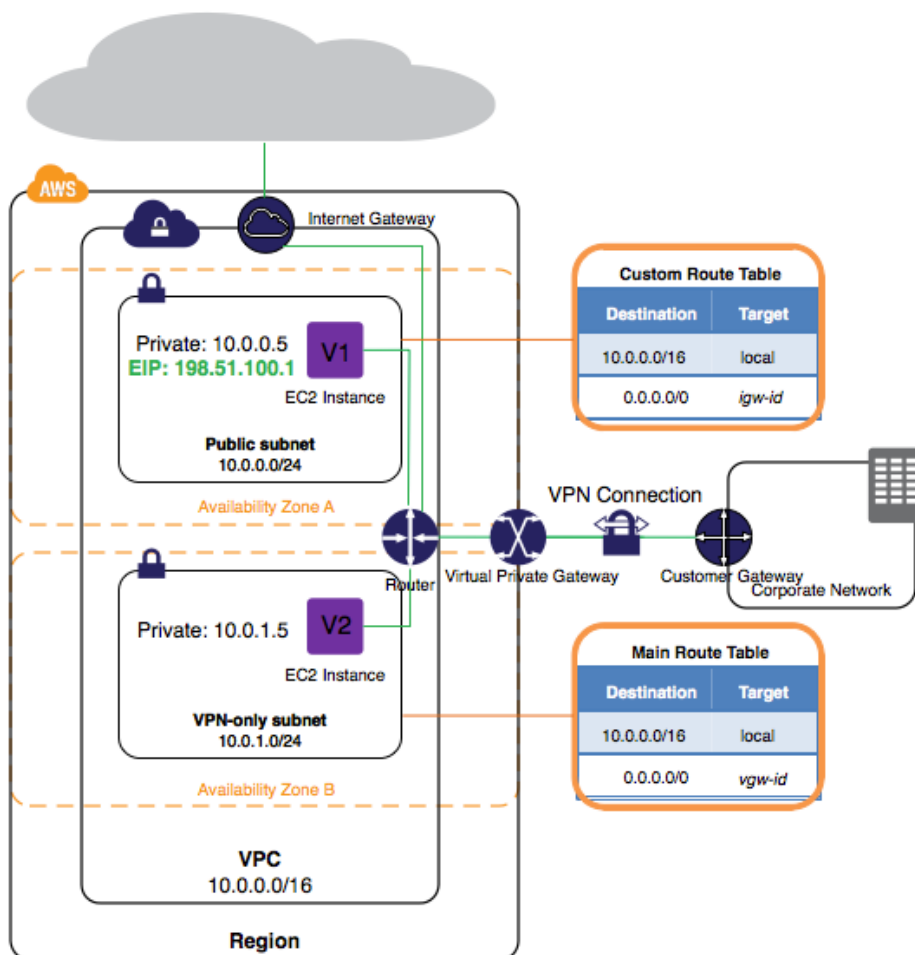 AWS
Internet Gateway
Custom Route Table
Destination Target
10.0.0.0/16 local
0.0.0.0/0 igw-id
Private: 10.0.0.5
EIP: 198.51.100.1
V1
EC2 Instance
Public subnet
10.0.0.0/24
Availability Zone A
VPN Connection
Router
Virtual Private Gateway
Customer Gateway
Corporate Network
Private: 10.0.1.5
V2
EC2 Instance
VPN-only subnet
10.0.1.0/24
Availability Zone B
Main Route Table
Destination Target
10.0.0.0/16 local
0.0.0.0/0 vgw-id
VPC
10.0.0.0/16
Region